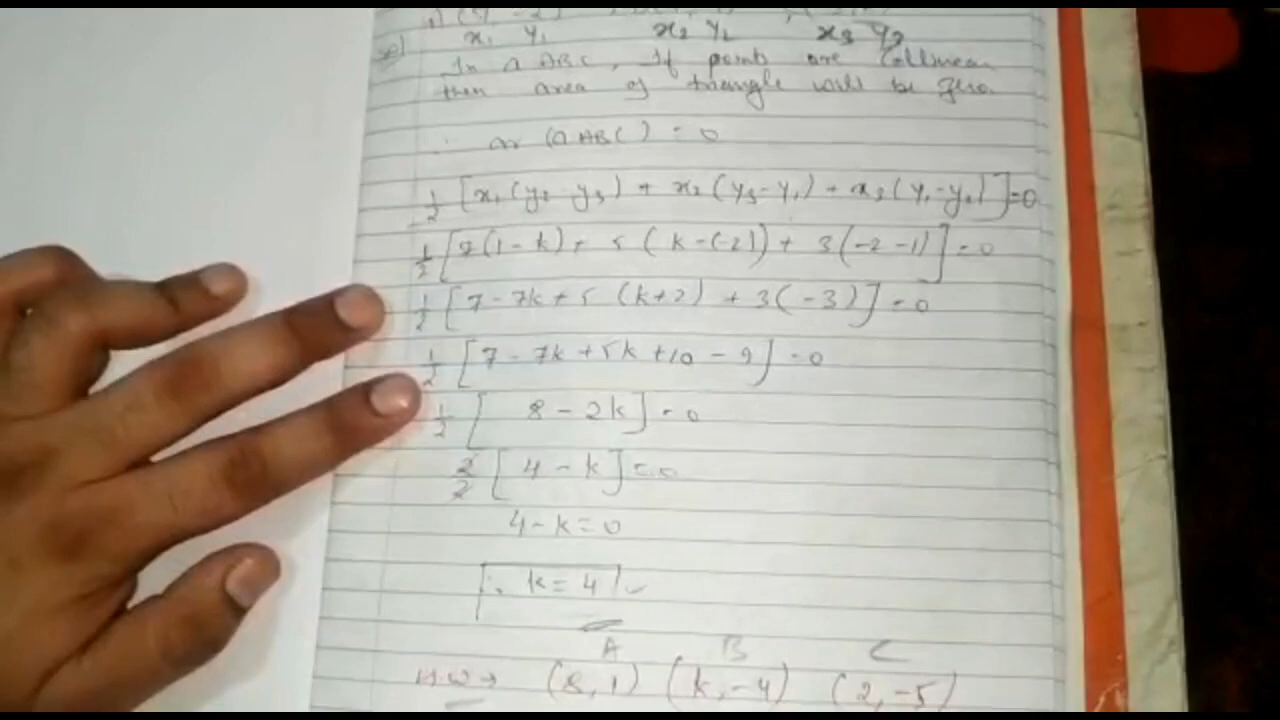 x₁ y₁ x₂ y₂ x₃ y₃
sol) In △ ABC, If points are Collinear
then area of triangle will be zero.
∴ ar (△ABC) = 0
1/2 [x₁(y₂-y₃) + x₂(y₃-y₁) + x₃(y₁-y₂)]=0
1/2 [7(1-k) + 5(k-(-2)) + 3(-2-1)] = 0
1/2 [7-7k+5(k+2) +3(-3)] = 0
1/2 [7-7k+5k+10-9] = 0
1/2 [8-2k] = 0
2/2 [4-k] = 0
4-k=0
∴ k=4
A B C
H.W → (8,1) (k,-4) (2,-5)